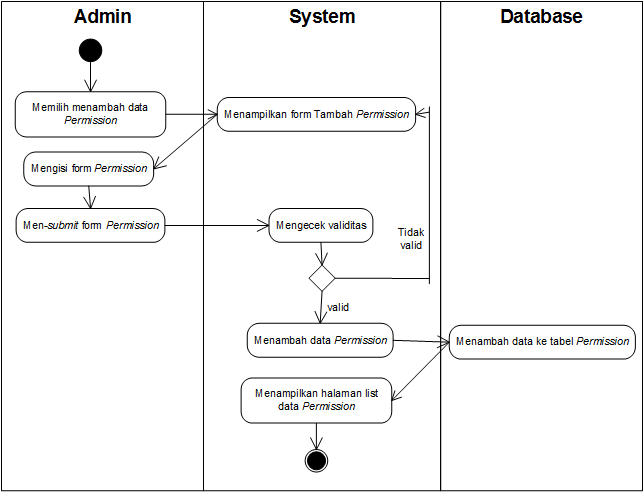 Admin
System
Database
Memilih menambah data
Permission
Menampilkan form Tambah Permission
Mengisi form Permission
Men-submit form Permission
Mengecek validitas
Tidak
valid
valid
Menambah data Permission
Menambah data ke tabel Permission
Menampilkan halaman list
data Permission